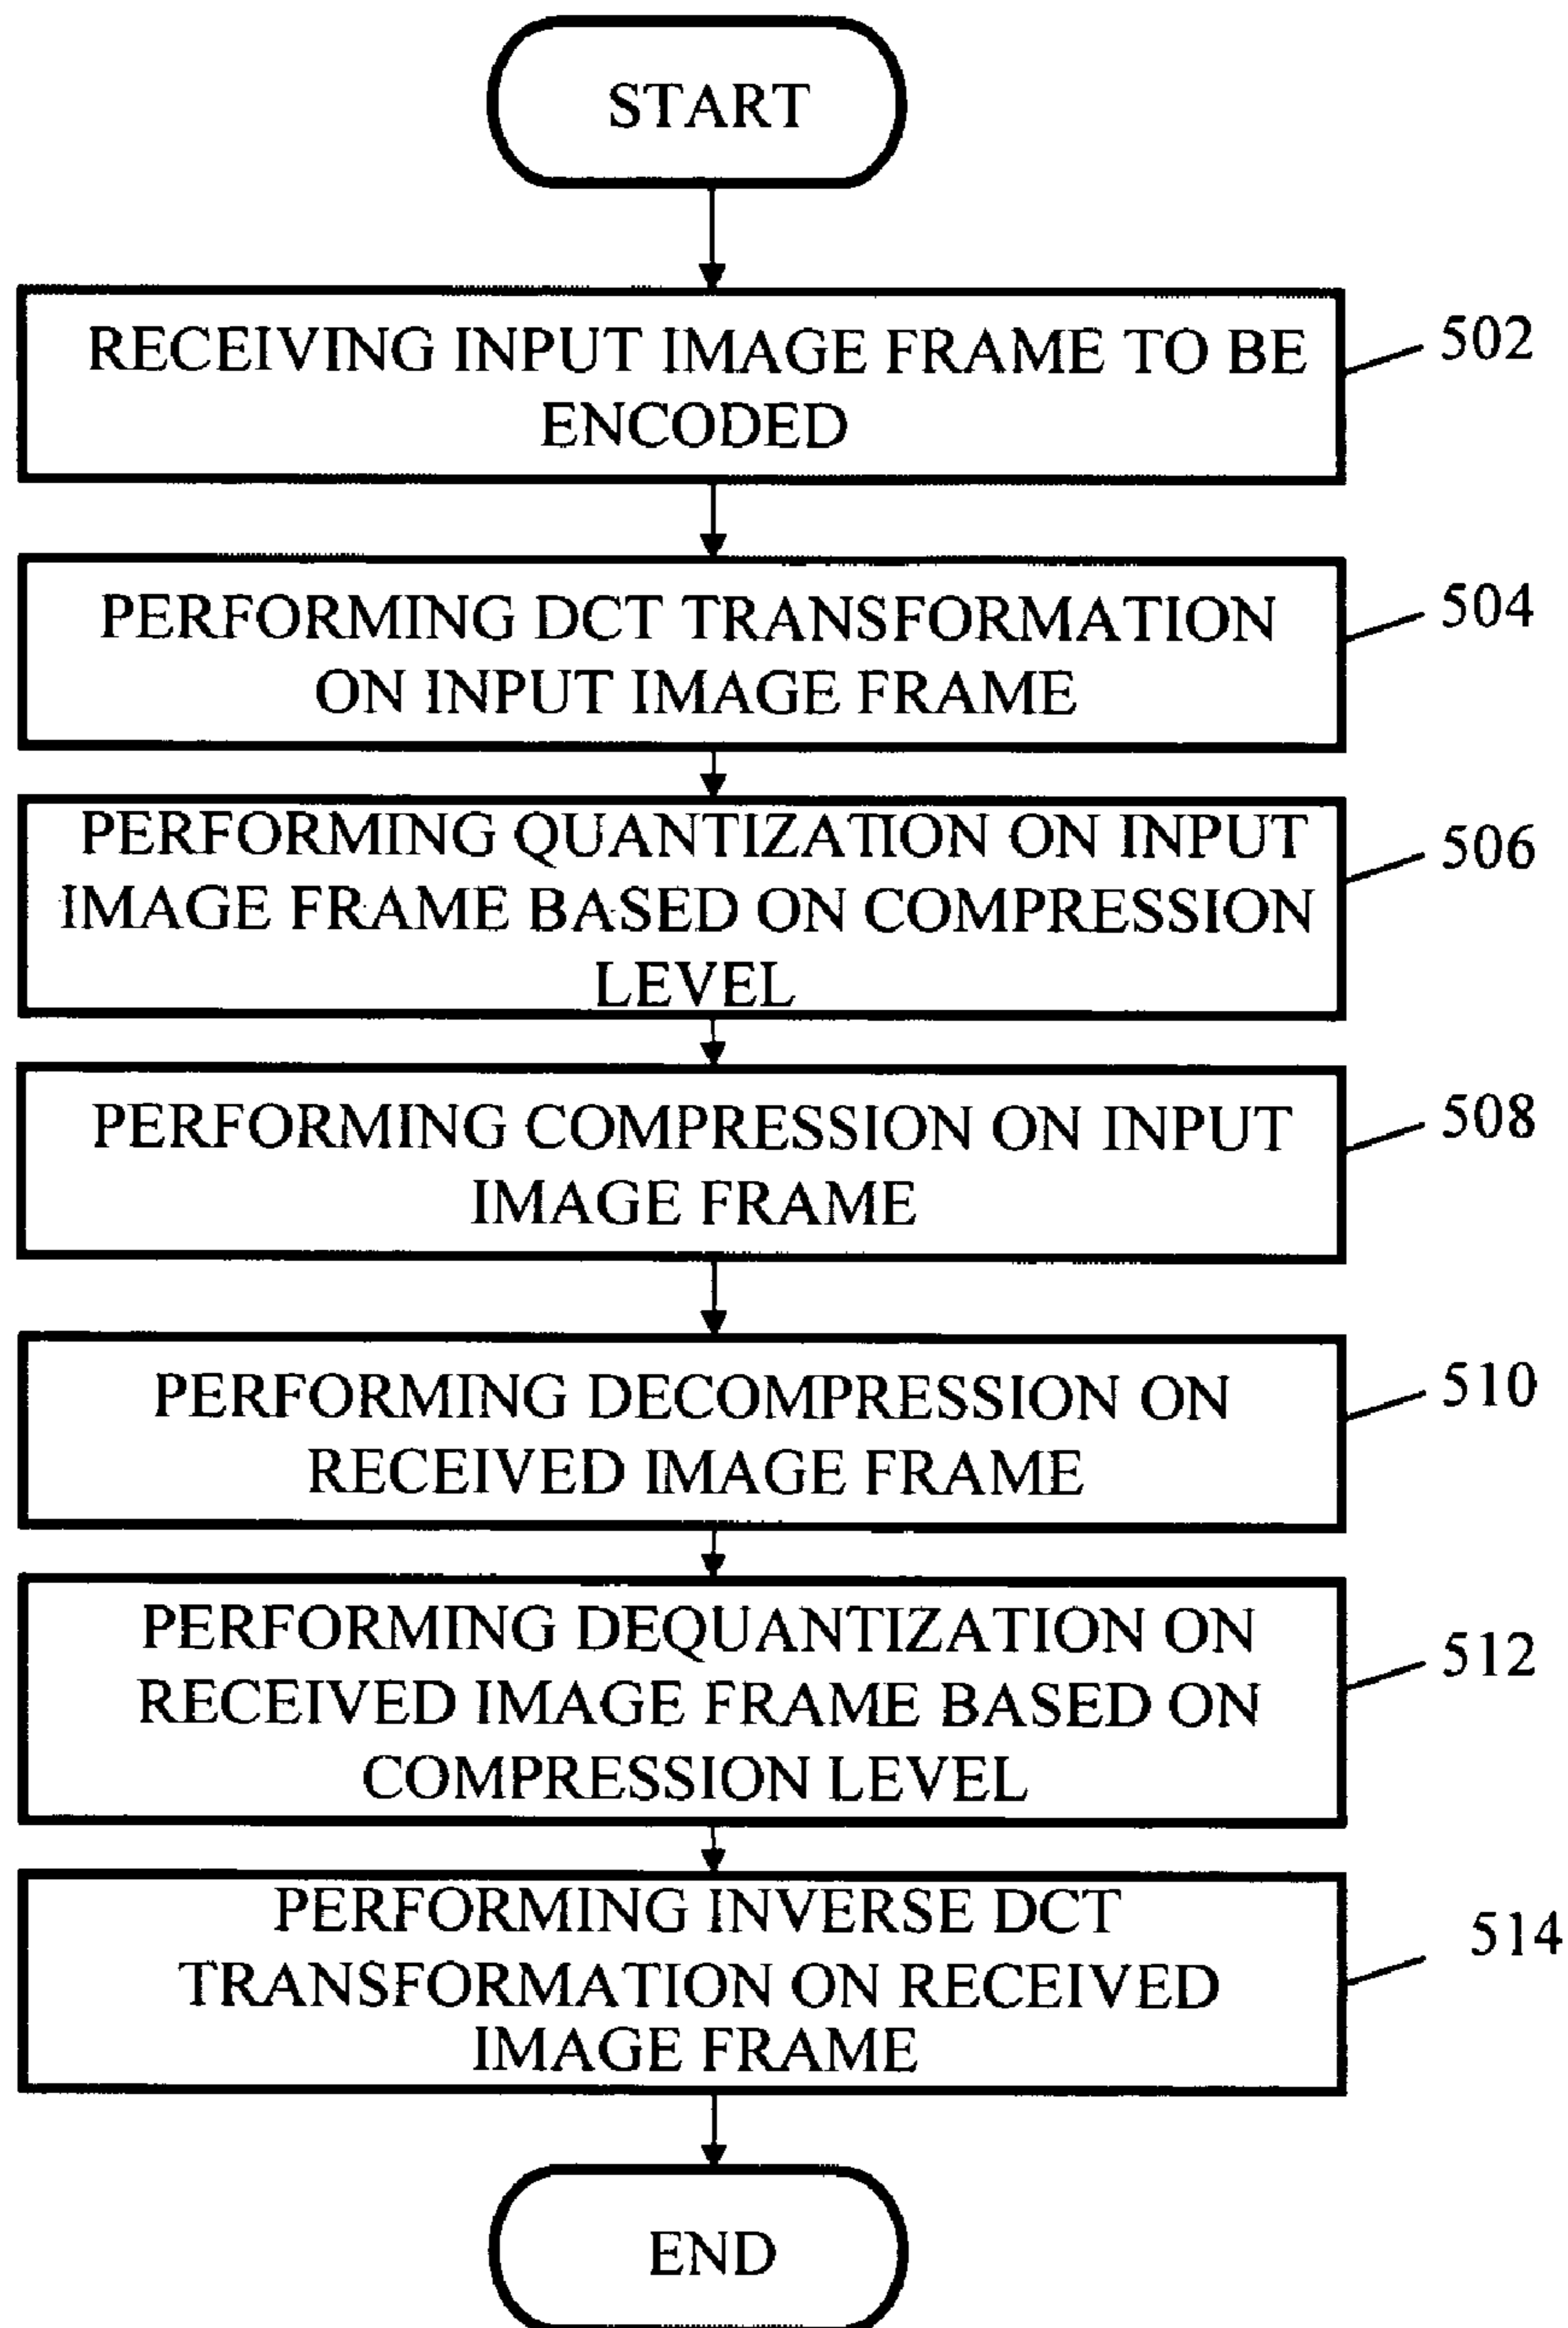 START
RECEIVING INPUT IMAGE FRAME TO BE
ENCODED
502
PERFORMING DCT TRANSFORMATION
ON INPUT IMAGE FRAME
504
PERFORMING QUANTIZATION ON INPUT
IMAGE FRAME BASED ON COMPRESSION
LEVEL
506
PERFORMING COMPRESSION ON INPUT
IMAGE FRAME
508
PERFORMING DECOMPRESSION ON
RECEIVED IMAGE FRAME
510
PERFORMING DEQUANTIZATION ON
RECEIVED IMAGE FRAME BASED ON
COMPRESSION LEVEL
512
PERFORMING INVERSE DCT
TRANSFORMATION ON RECEIVED
IMAGE FRAME
514
END